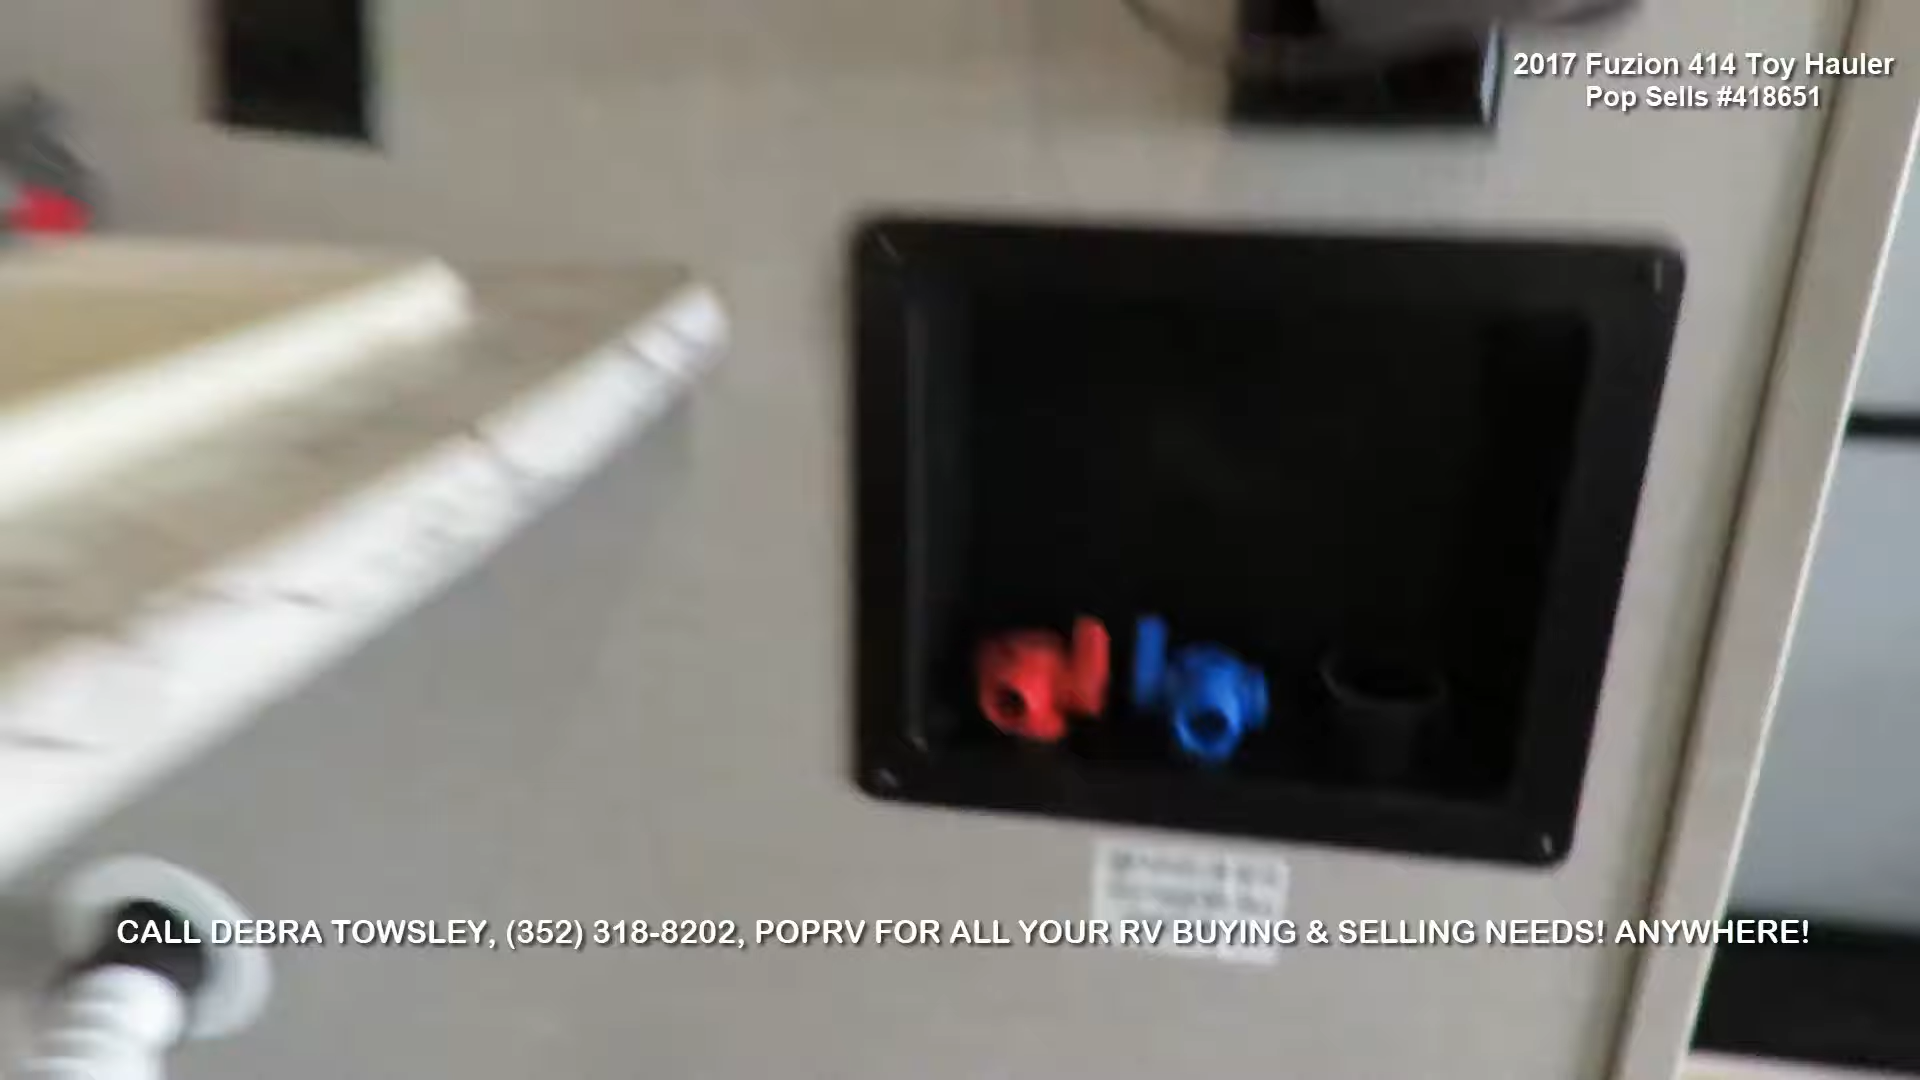 2017 Fuzion 414 Toy Hauler
Pop Sells #418651
CALL DEBRA TOWSLEY, (352) 318-8202, POPRV FOR ALL YOUR RV BUYING & SELLING NEEDS! ANYWHERE!